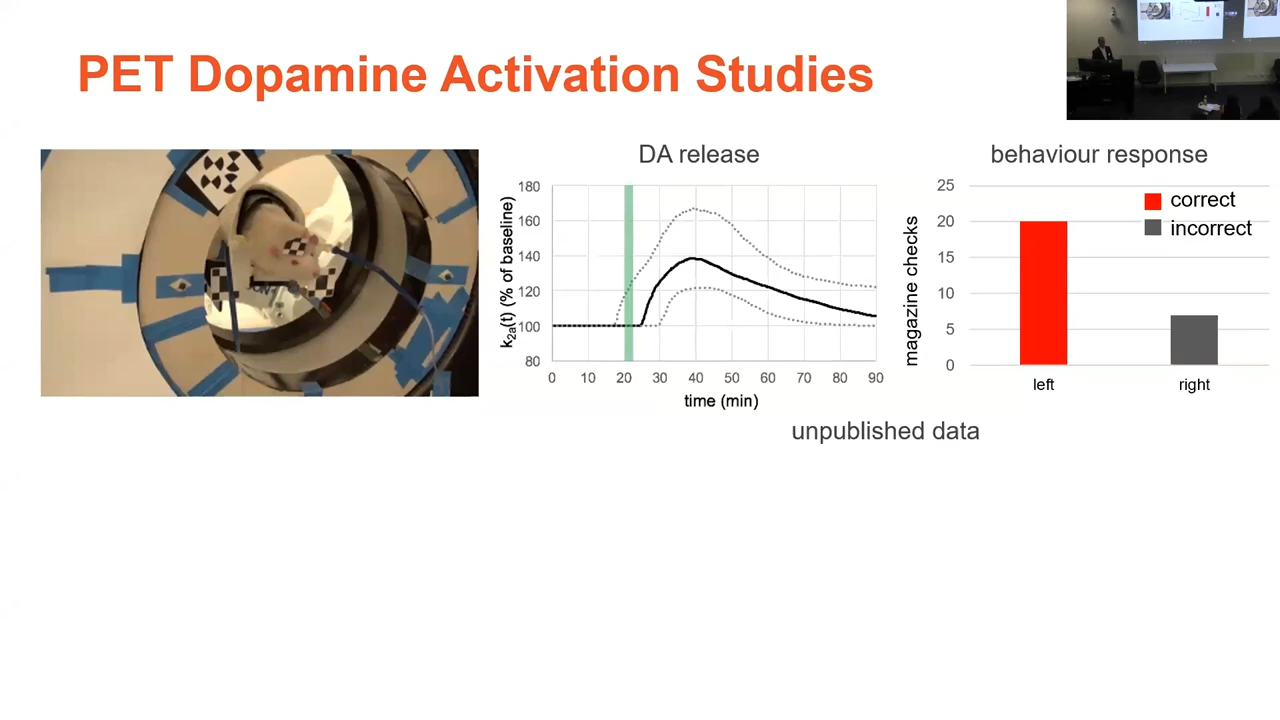 PET Dopamine Activation Studies
DA release
k2a(t) (% of baseline)
180
160
140
120
100
80
0 10 20 30 40 50 60 70 80 90
time (min)
behaviour response
magazine checks
25
20
15
10
5
0
correct
incorrect
left right
unpublished data